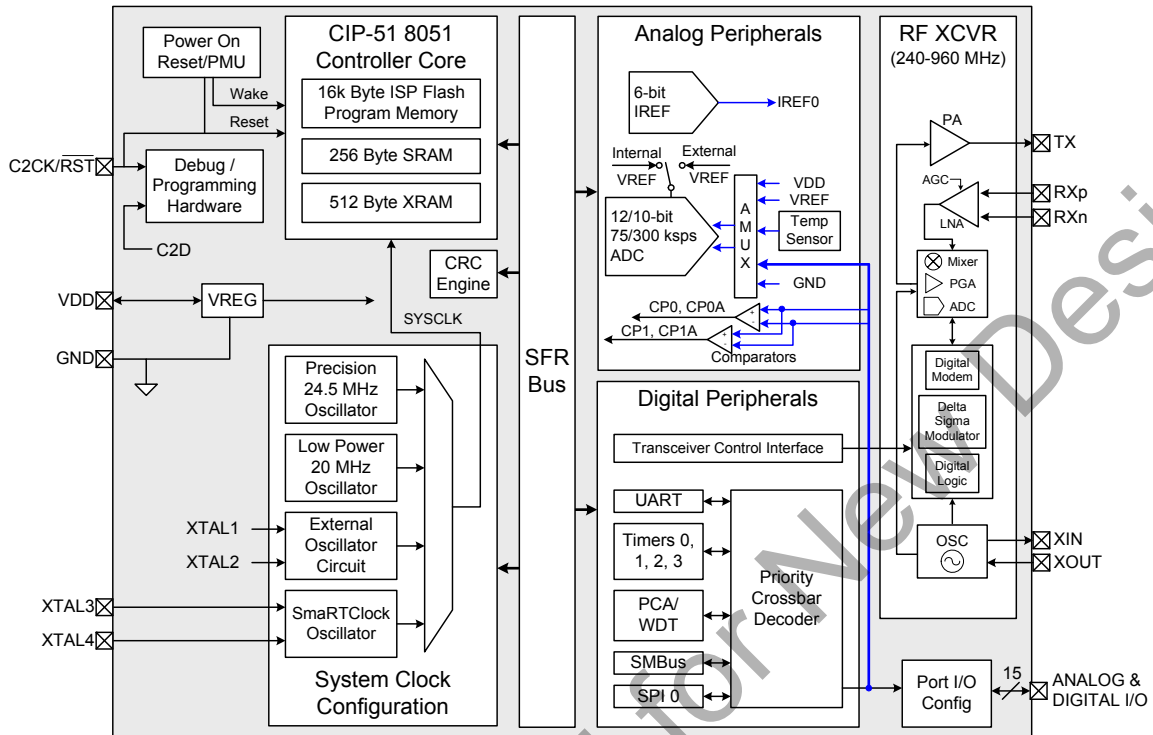 Power On
Reset/PMU
Wake
Reset
C2CK/RST
Debug /
Programming
Hardware
C2D
VDD
VREG
GND
CIP-51 8051
Controller Core
16k Byte ISP Flash
Program Memory
256 Byte SRAM
512 Byte XRAM
CRC
Engine
SYSCLK
Precision
24.5 MHz
Oscillator
Low Power
20 MHz
Oscillator
XTAL1
XTAL2
External
Oscillator
Circuit
XTAL3
XTAL4
SmaRTClock
Oscillator
System Clock
Configuration
SFR
Bus
Analog Peripherals
6-bit
IREF
IREF0
Internal
VREF
External
VREF
12/10-bit
75/300 ksps
ADC
A
M
U
X
VDD
VREF
Temp
Sensor
GND
CP0, CP0A
+
-
CP1, CP1A
+
-
Comparators
Digital Peripherals
Transceiver Control Interface
UART
Timers 0,
1, 2, 3
PCA/
WDT
SMBus
SPI 0
Priority
Crossbar
Decoder
RF XCVR
(240-960 MHz)
PA
TX
AGC
RXp
RXn
LNA
Mixer
PGA
ADC
Digital
Modem
Delta
Sigma
Modulator
Digital
Logic
OSC
XIN
XOUT
Port I/O
Config
15
ANALOG &
DIGITAL I/O
for New Desi